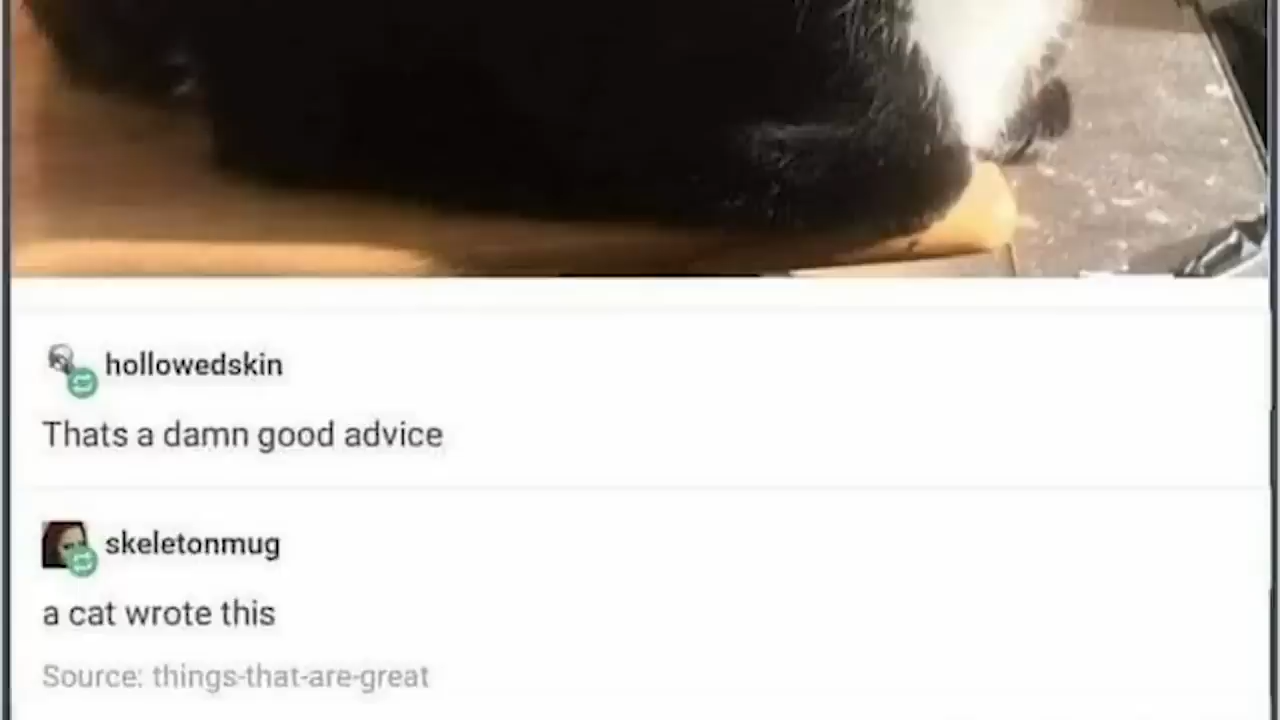 hollowedskin
Thats a damn good advice
skeletonmug
a cat wrote this
Source: things-that-are-great